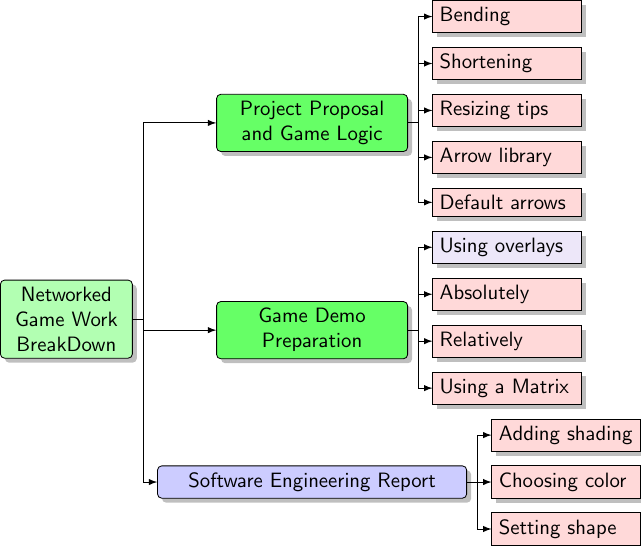 Networked
Game Work
BreakDown
Project Proposal
and Game Logic
Bending
Shortening
Resizing tips
Arrow library
Default arrows
Game Demo
Preparation
Using overlays
Absolutely
Relatively
Using a Matrix
Software Engineering Report
Adding shading
Choosing color
Setting shape